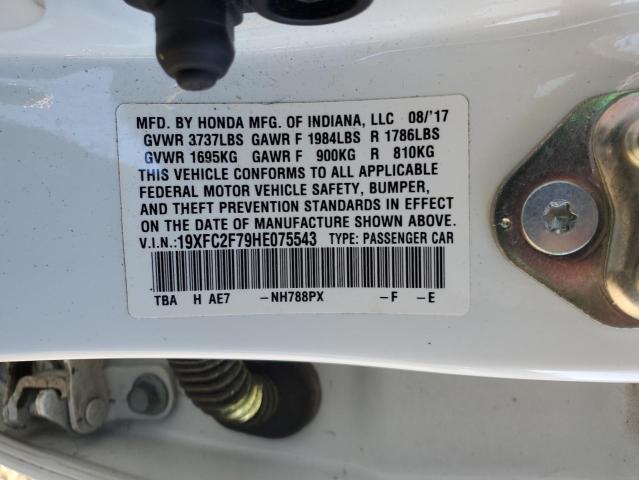 MFD. BY HONDA MFG. OF INDIANA, LLC 08/'17
GVWR 3737LBS GAWR F 1984LBS R 1786LBS
GVWR 1695KG GAWR F 900KG R 810KG
THIS VEHICLE CONFORMS TO ALL APPLICABLE
FEDERAL MOTOR VEHICLE SAFETY, BUMPER,
AND THEFT PREVENTION STANDARDS IN EFFECT
ON THE DATE OF MANUFACTURE SHOWN ABOVE.
V.I.N.:19XFC2F79HE075543 TYPE: PASSENGER CAR
TBA H AE7 -NH788PX -F -E